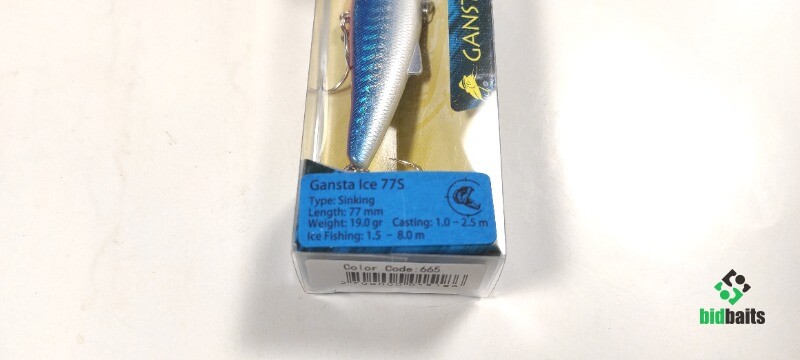 GANST
Gansta Ice 77S
Type: Sinking
Length: 77 mm
Weight: 19.0 gr Casting: 1.0 – 2.5 m
Ice Fishing: 1.5 – 8.0 m
Color Code:665
bidbaits